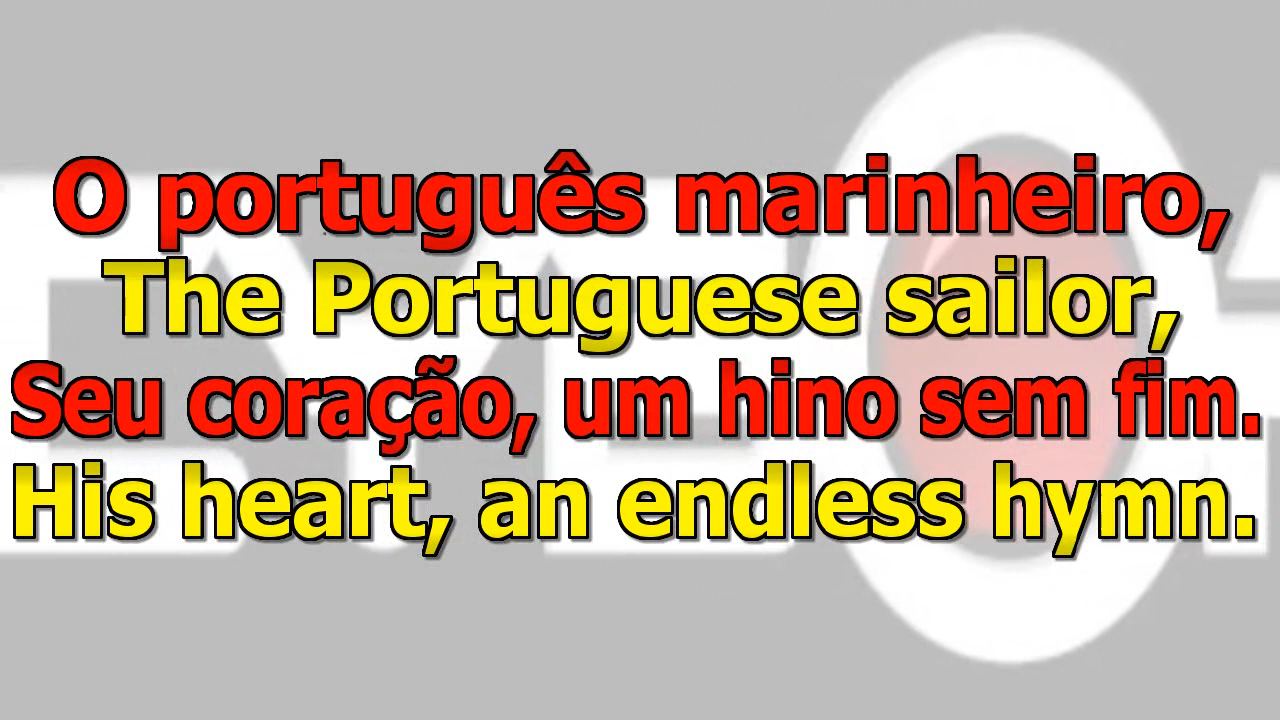 O português marinheiro,
The Portuguese sailor,
Seu coração, um hino sem fim.
His heart, an endless hymn.